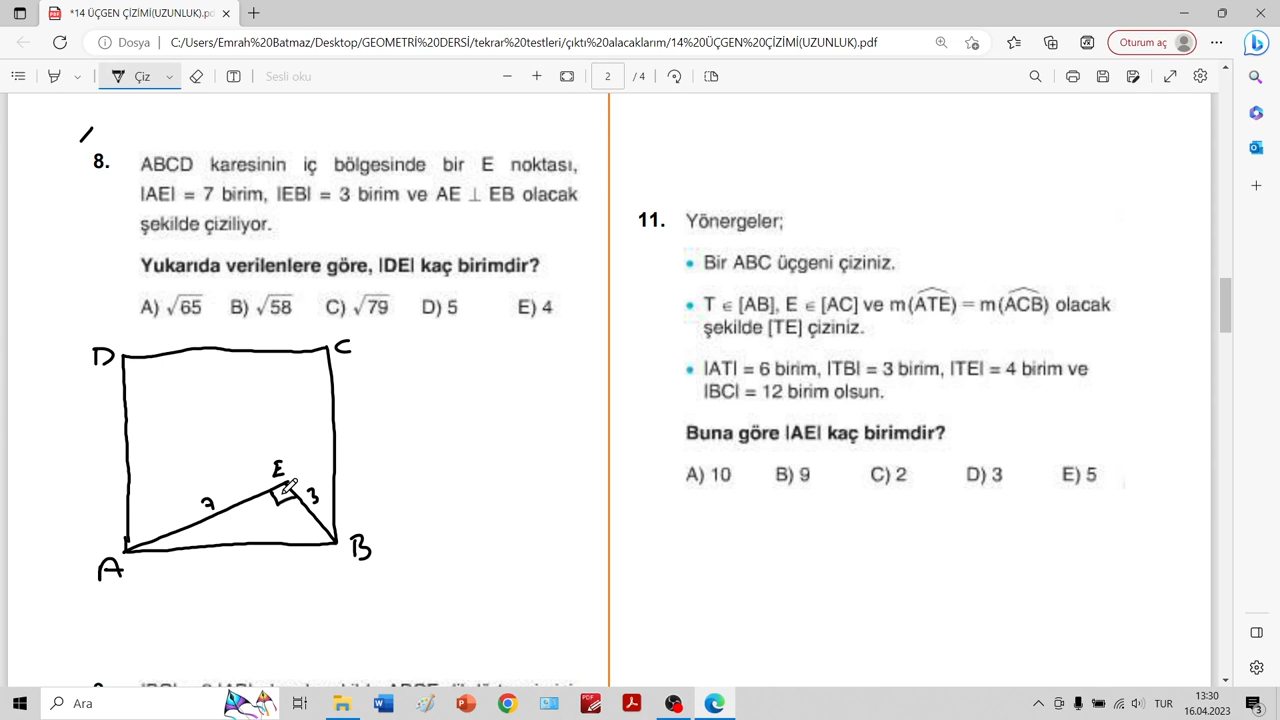 *14 ÜÇGEN ÇİZİMİ(UZUNLUK).pd
Dosya
C:/Users/Emrah%20Batmaz/Desktop/GEOMETRİ%20DERSİ/tekrar%20testleri/çıktı%20alacaklarım/14%20ÜÇGEN%20ÇİZİMİ(UZUNLUK).pdf
Oturum aç
Çiz
Sesli oku
2 / 4
8. ABCD karesinin iç bölgesinde bir E noktası,
|AE| = 7 birim, |EB| = 3 birim ve AE ⊥ EB olacak
şekilde çiziliyor.
Yukarıda verilenlere göre, |DE| kaç birimdir?
A) √65 B) √58 C) √79 D) 5 E) 4
D
C
E
7
3
A
B
11. Yönergeler;
• Bir ABC üçgeni çiziniz.
• T ∈ [AB], E ∈ [AC] ve m(ATE) = m(ACB) olacak
şekilde [TE] çiziniz.
• |AT| = 6 birim, |TB| = 3 birim, |TE| = 4 birim ve
|BC| = 12 birim olsun.
Buna göre |AE| kaç birimdir?
A) 10 B) 9 C) 2 D) 3 E) 5
Ara
TUR
13:30
16.04.2023
3